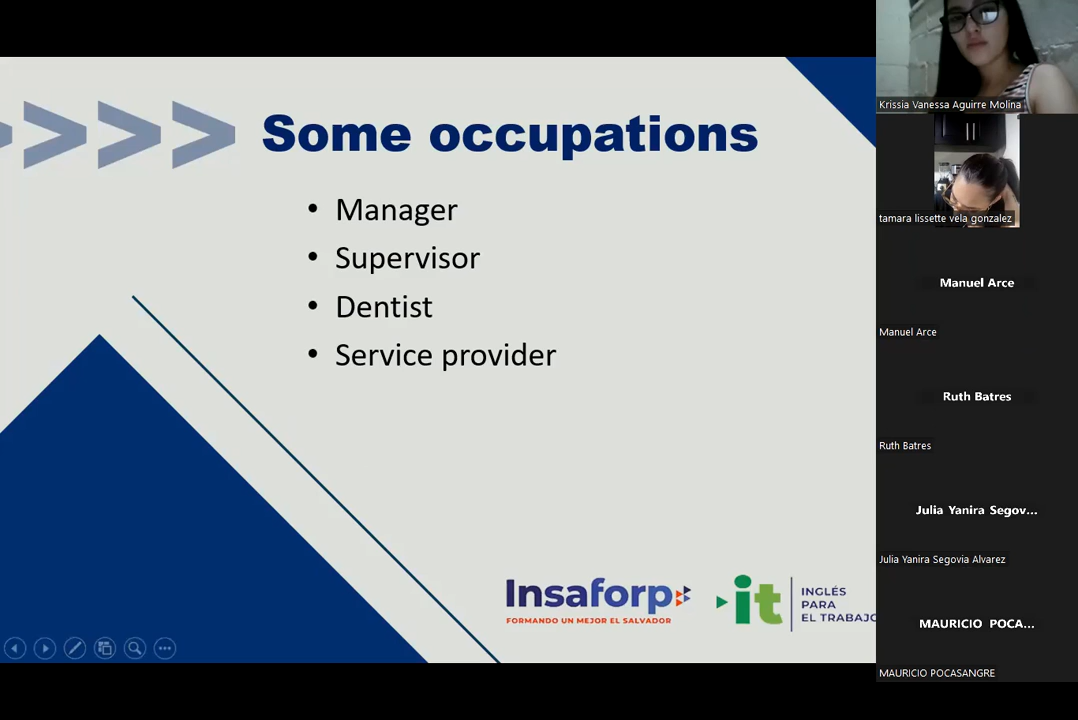 Some occupations
• Manager
• Supervisor
• Dentist
• Service provider
Insaforp
FORMANDO UN MEJOR EL SALVADOR
it
INGLÉS
PARA
EL TRABAJO
Krissia Vanessa Aguirre Molina
tamara lissette vela gonzalez
Manuel Arce
Manuel Arce
Ruth Batres
Ruth Batres
Julia Yanira Segov...
Julia Yanira Segovia Alvarez
MAURICIO POCA...
MAURICIO POCASANGRE